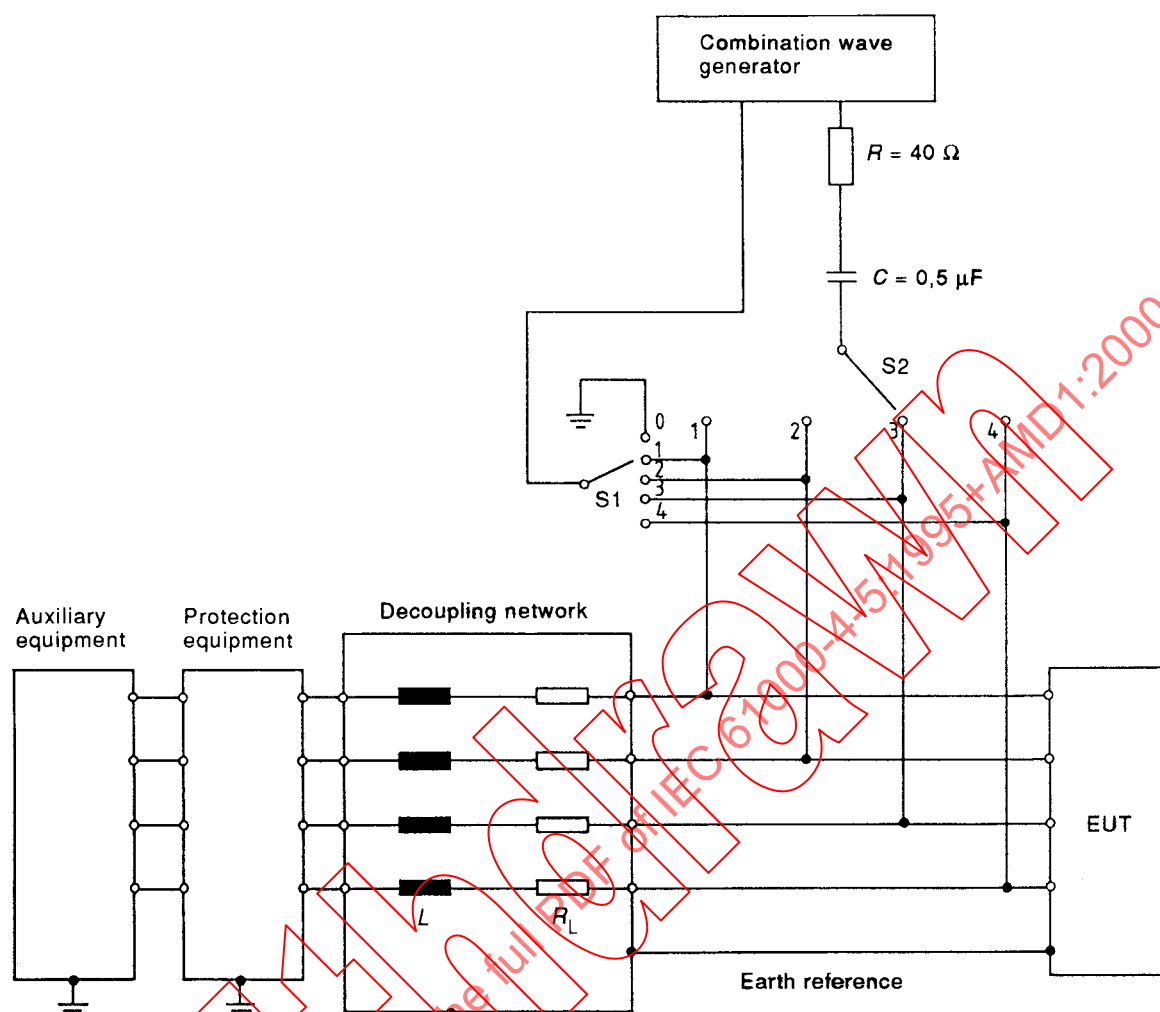 Combination wave
generator
R = 40 Ω
C = 0,5 µF
S2
0
1
2
3
4
1
2
3
4
S1
Auxiliary
equipment
Protection
equipment
Decoupling network
L
RL
EUT
Earth reference
the full PDF of IEC 61000-4-5:1995+AMD1:2000